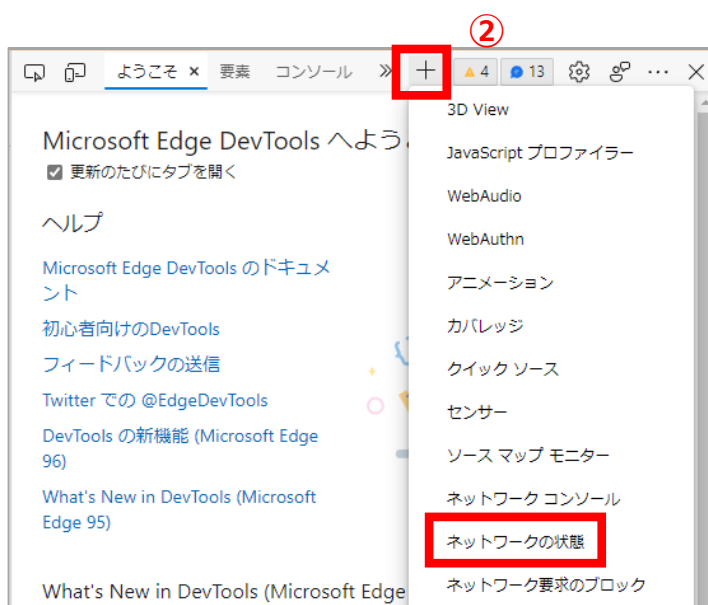 ②
ようこそ × 要素 コンソール » + 4 13 … ×
Microsoft Edge DevTools へよう
更新のたびにタブを開く
ヘルプ
Microsoft Edge DevTools のドキュメ
ント
初心者向けのDevTools
フィードバックの送信
Twitter での @EdgeDevTools
DevTools の新機能 (Microsoft Edge
96)
What's New in DevTools (Microsoft
Edge 95)
What's New in DevTools (Microsoft Edge
3D View
JavaScript プロファイラー
WebAudio
WebAuthn
アニメーション
カバレッジ
クイック ソース
センサー
ソース マップ モニター
ネットワーク コンソール
ネットワークの状態
ネットワーク要求のブロック